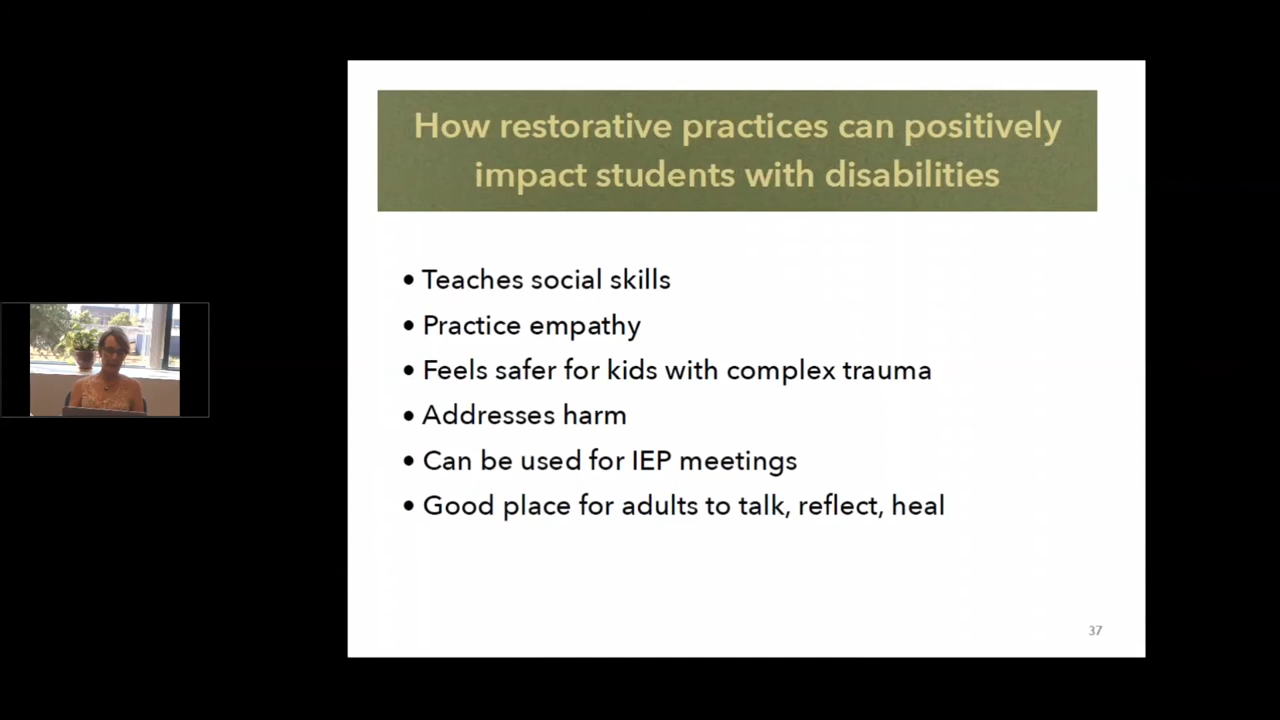 How restorative practices can positively
impact students with disabilities
• Teaches social skills
• Practice empathy
• Feels safer for kids with complex trauma
• Addresses harm
• Can be used for IEP meetings
• Good place for adults to talk, reflect, heal
37